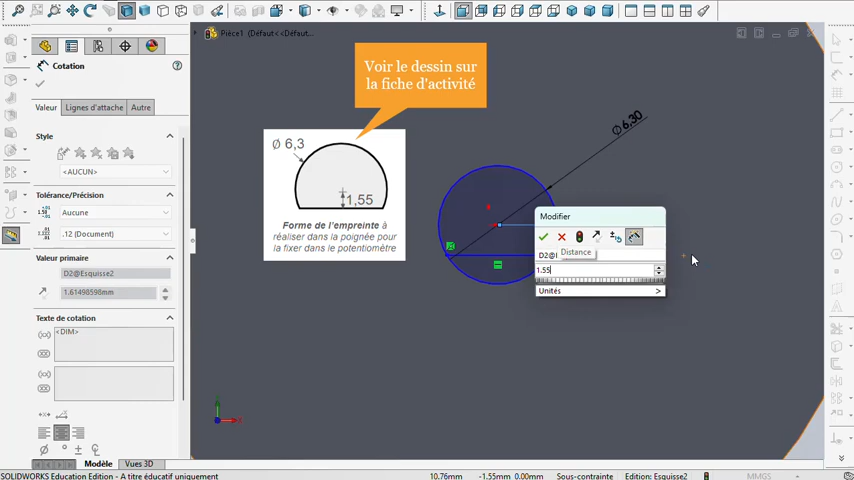 Pièce1 (Défaut<<Défaut...
Cotation
Valeur
Lignes d'attache
Autre
Style
<AUCUN>
Tolérance/Précision
Aucune
.12 (Document)
Valeur primaire
D2@Esquisse2
1.61498598mm
Texte de cotation
<DIM>
Modèle
Vues 3D
Voir le dessin sur
la fiche d'activité
Ø 6,3
1,55
Forme de l'empreinte à
réaliser dans la poignée pour
la fixer dans le potentiomètre
Ø 6,30
Modifier
D2@I
Distance
1.55
Unités
SOLIDWORKS Education Edition - A titre éducatif uniquement
10.76mm
-1.55mm
0.00mm
Sous-contrainte
Edition: Esquisse2
MMGS